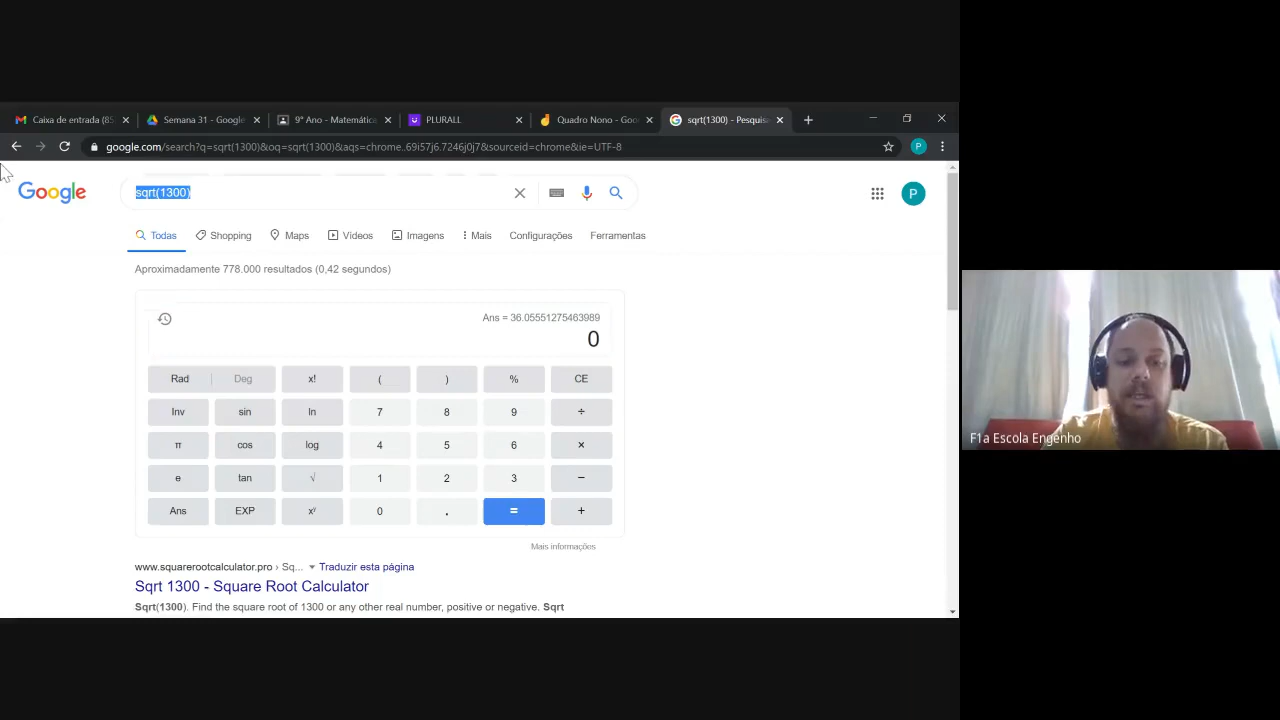 Caixa de entrada (85
Semana 31 - Google
9º Ano - Matemática
PLURALL
Quadro Nono - Goo
sqrt(1300) - Pesquisa
google.com/search?q=sqrt(1300)&oq=sqrt(1300)&aqs=chrome..69i57j6.7246j0j7&sourceid=chrome&ie=UTF-8
P
Google
sqrt(1300)
P
Todas
Shopping
Maps
Vídeos
Imagens
Mais
Configurações
Ferramentas
Aproximadamente 778.000 resultados (0,42 segundos)
Ans = 36.05551275463989
0
Rad Deg x! ( ) % CE
Inv sin ln 7 8 9 ÷
π cos log 4 5 6 ×
e tan √ 1 2 3 −
Ans EXP xʸ 0 . = +
Mais informações
www.squarerootcalculator.pro › Sq... Traduzir esta página
Sqrt 1300 - Square Root Calculator
Sqrt(1300). Find the square root of 1300 or any other real number, positive or negative. Sqrt
F1a Escola Engenho